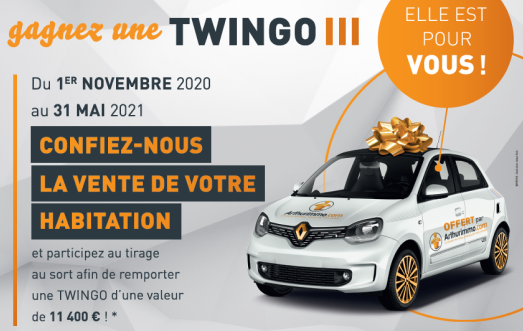 gagnez une TWINGO III
ELLE EST
POUR
VOUS !
Du 1ER NOVEMBRE 2020
au 31 MAI 2021
CONFIEZ-NOUS
LA VENTE DE VOTRE
HABITATION
et participez au tirage
au sort afin de remporter
une TWINGO d'une valeur
de 11 400 € ! *
Arthurimmo.com
OFFERT par
Arthurimmo.com